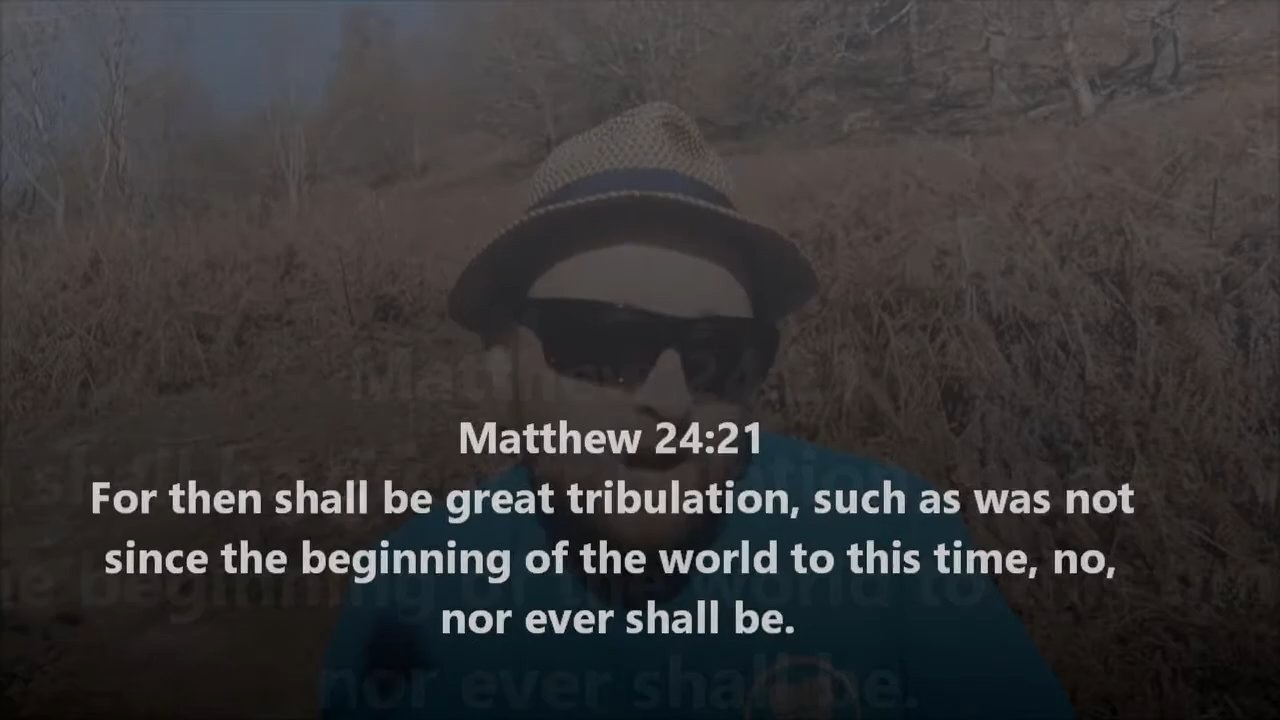 Matthew 24:21
For then shall be great tribulation, such as was not
since the beginning of the world to this time, no,
nor ever shall be.